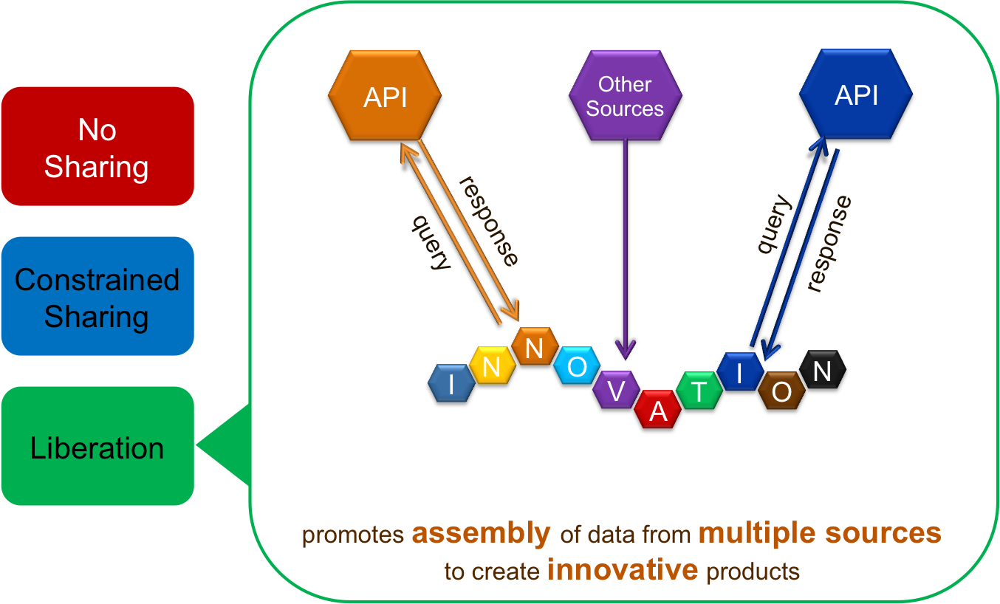 No
Sharing
Constrained
Sharing
Liberation
API
Other
Sources
API
query
response
query
response
INNOVATION
promotes assembly of data from multiple sources
to create innovative products